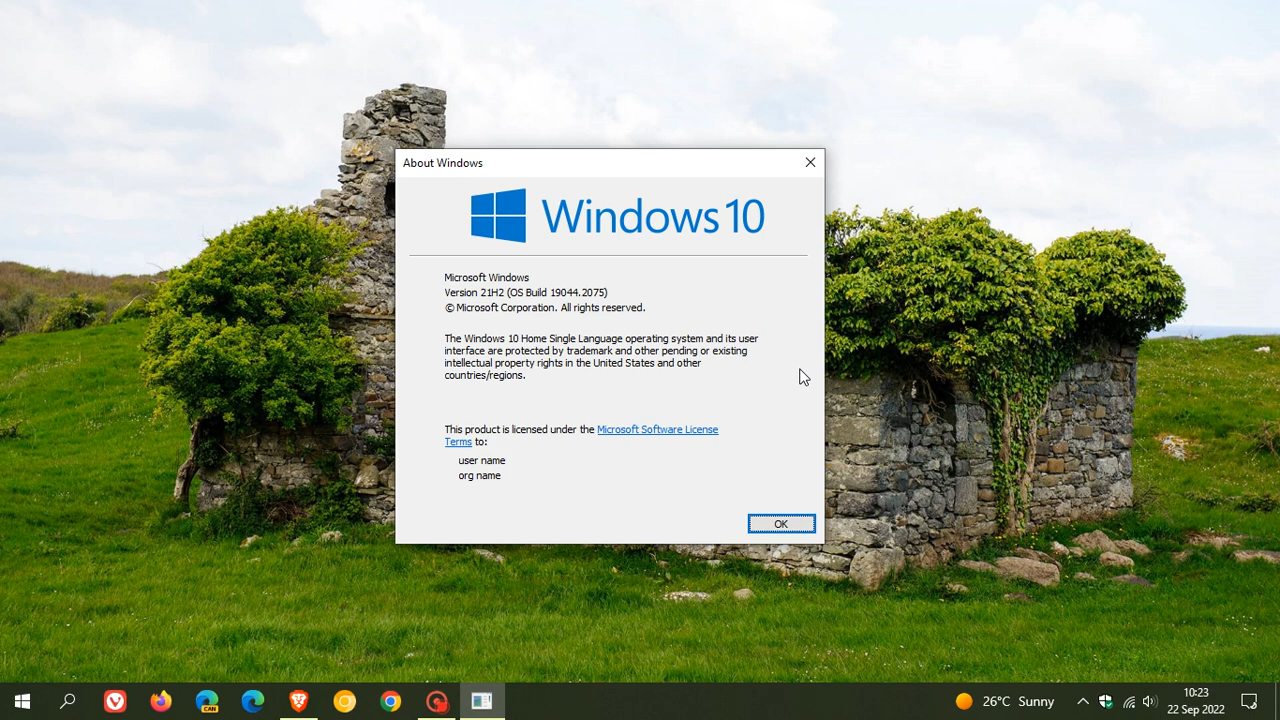 About Windows
Windows 10
Microsoft Windows
Version 21H2 (OS Build 19044.2075)
© Microsoft Corporation. All rights reserved.
The Windows 10 Home Single Language operating system and its user
interface are protected by trademark and other pending or existing
intellectual property rights in the United States and other
countries/regions.
This product is licensed under the Microsoft Software License
Terms to:
user name
org name
OK
CAN
26°C Sunny
10:23
22 Sep 2022